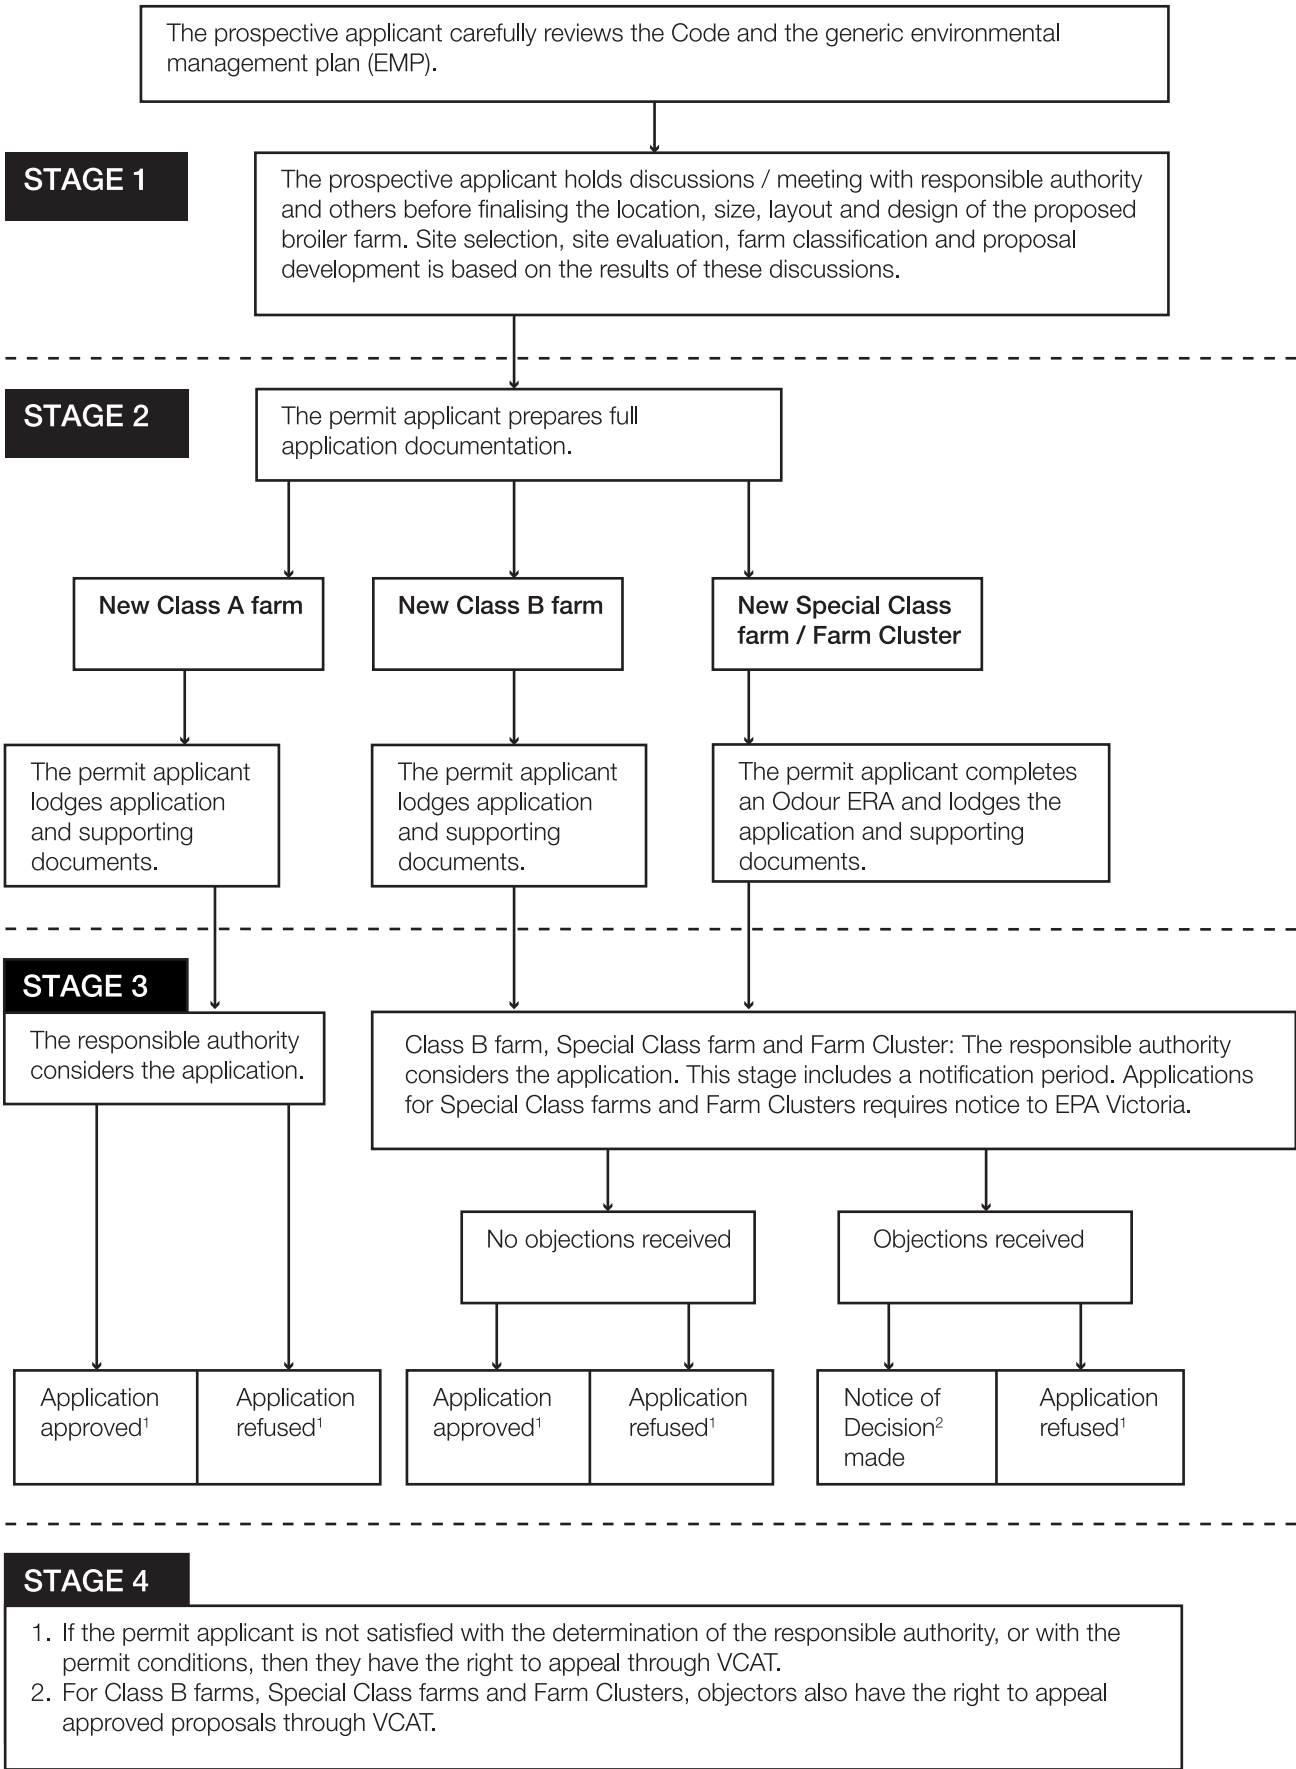 The prospective applicant carefully reviews the Code and the generic environmental
management plan (EMP).
STAGE 1
The prospective applicant holds discussions / meeting with responsible authority
and others before finalising the location, size, layout and design of the proposed
broiler farm. Site selection, site evaluation, farm classification and proposal
development is based on the results of these discussions.
STAGE 2
The permit applicant prepares full
application documentation.
New Class A farm
New Class B farm
New Special Class
farm / Farm Cluster
The permit applicant
lodges application
and supporting
documents.
The permit applicant
lodges application
and supporting
documents.
The permit applicant completes
an Odour ERA and lodges the
application and supporting
documents.
STAGE 3
The responsible authority
considers the application.
Class B farm, Special Class farm and Farm Cluster: The responsible authority
considers the application. This stage includes a notification period. Applications
for Special Class farms and Farm Clusters requires notice to EPA Victoria.
No objections received
Objections received
Application
approved¹
Application
refused¹
Application
approved¹
Application
refused¹
Notice of
Decision²
made
Application
refused¹
STAGE 4
1. If the permit applicant is not satisfied with the determination of the responsible authority, or with the
permit conditions, then they have the right to appeal through VCAT.
2. For Class B farms, Special Class farms and Farm Clusters, objectors also have the right to appeal
approved proposals through VCAT.